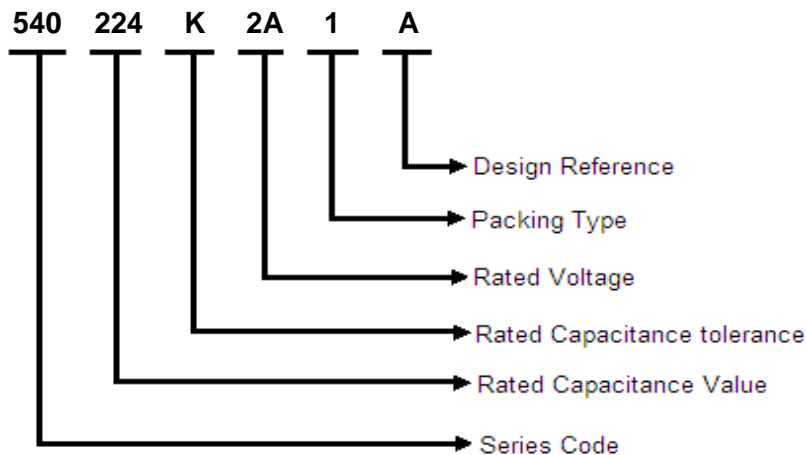 540 224 K 2A 1 A
Design Reference
Packing Type
Rated Voltage
Rated Capacitance tolerance
Rated Capacitance Value
Series Code